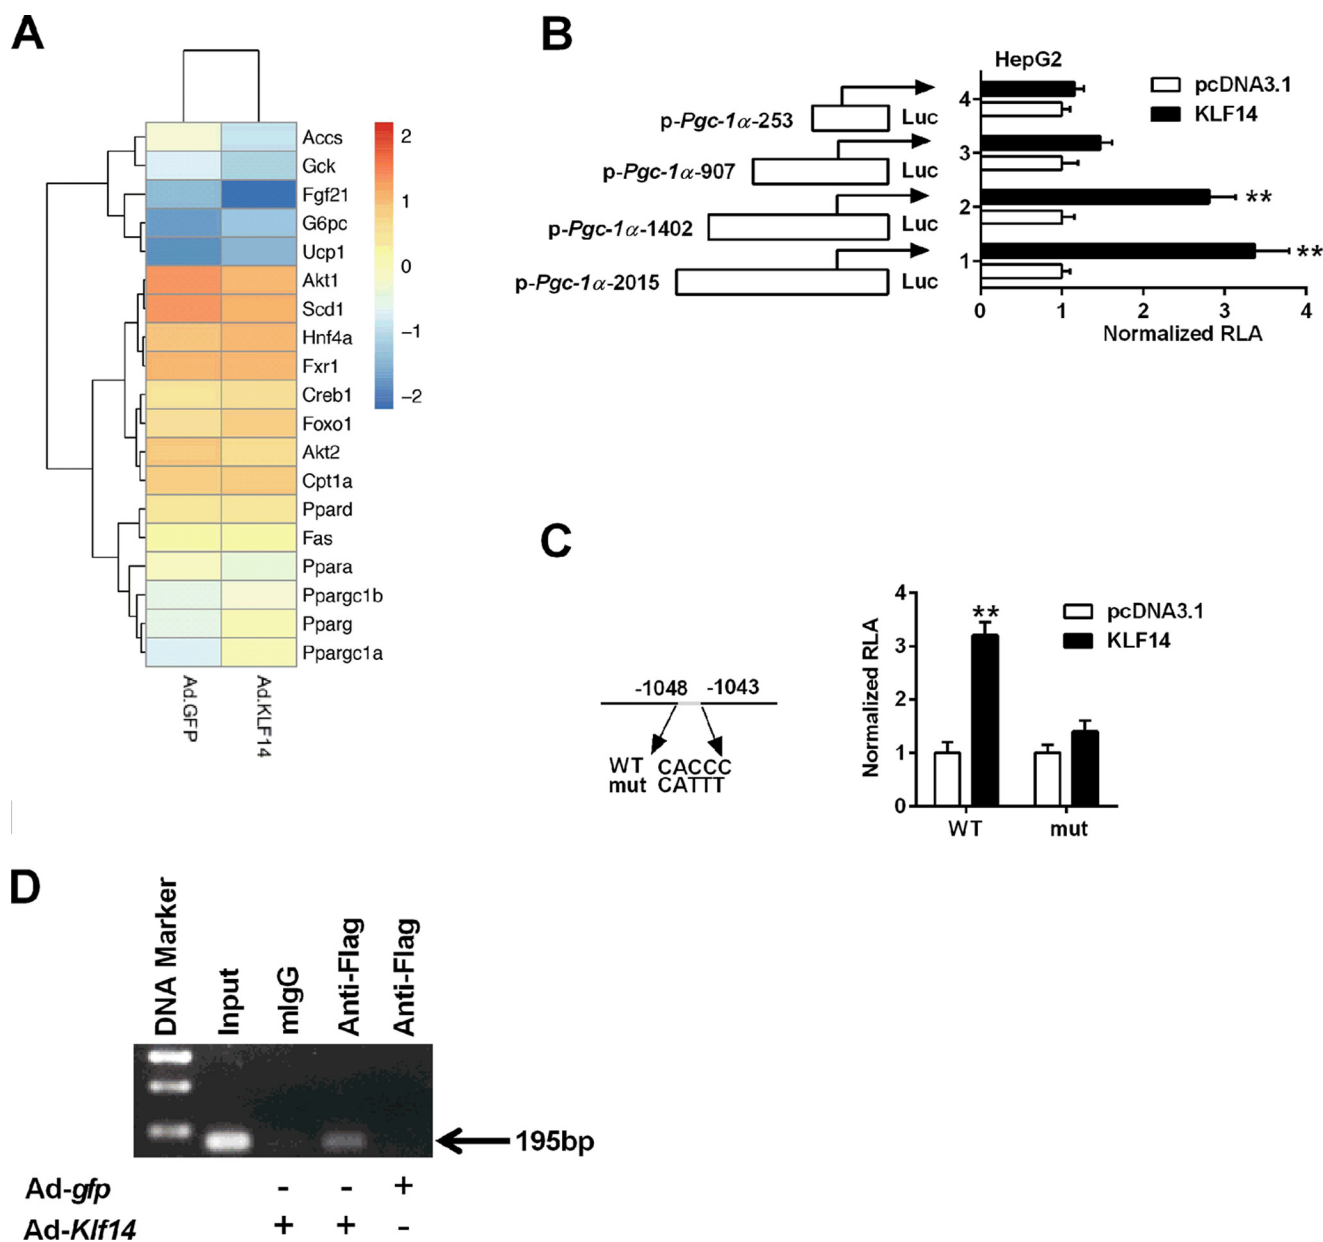 A
Accs
Gck
Fgf21
G6pc
Ucp1
Akt1
Scd1
Hnf4a
Fxr1
Creb1
Foxo1
Akt2
Cpt1a
Ppard
Fas
Ppara
Ppargc1b
Pparg
Ppargc1a
2
1
0
−1
−2
Ad.GFP
Ad.KLF14
B
p-Pgc-1α-253 Luc
p-Pgc-1α-907 Luc
p-Pgc-1α-1402 Luc
p-Pgc-1α-2015 Luc
HepG2
pcDNA3.1
KLF14
4
3
2 **
1 **
0 1 2 3 4
Normalized RLA
C
-1048 -1043
WT CACCC
mut CATTT
Normalized RLA
4
3
2
1
0
**
pcDNA3.1
KLF14
WT mut
D
DNA Marker
Input
mIgG
Anti-Flag
Anti-Flag
195bp
Ad-gfp - - +
Ad-Klf14 + + -